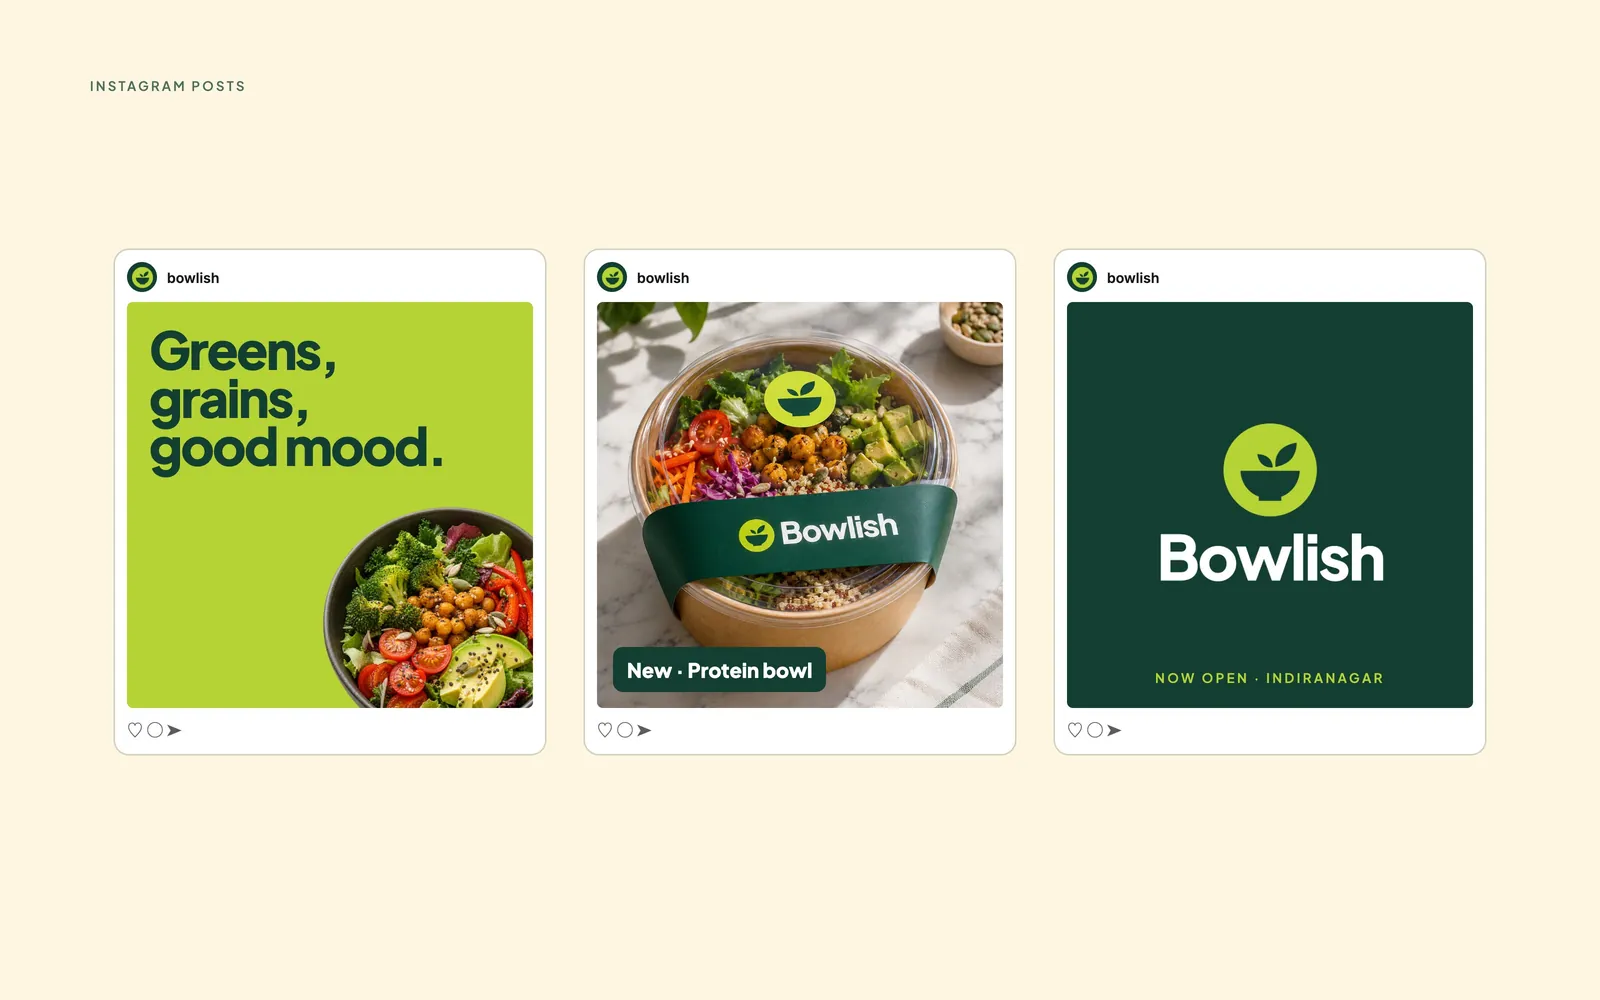 INSTAGRAM POSTS
bowlish
Greens,
grains,
good mood.
bowlish
Bowlish
New · Protein bowl
bowlish
Bowlish
NOW OPEN · INDIRANAGAR